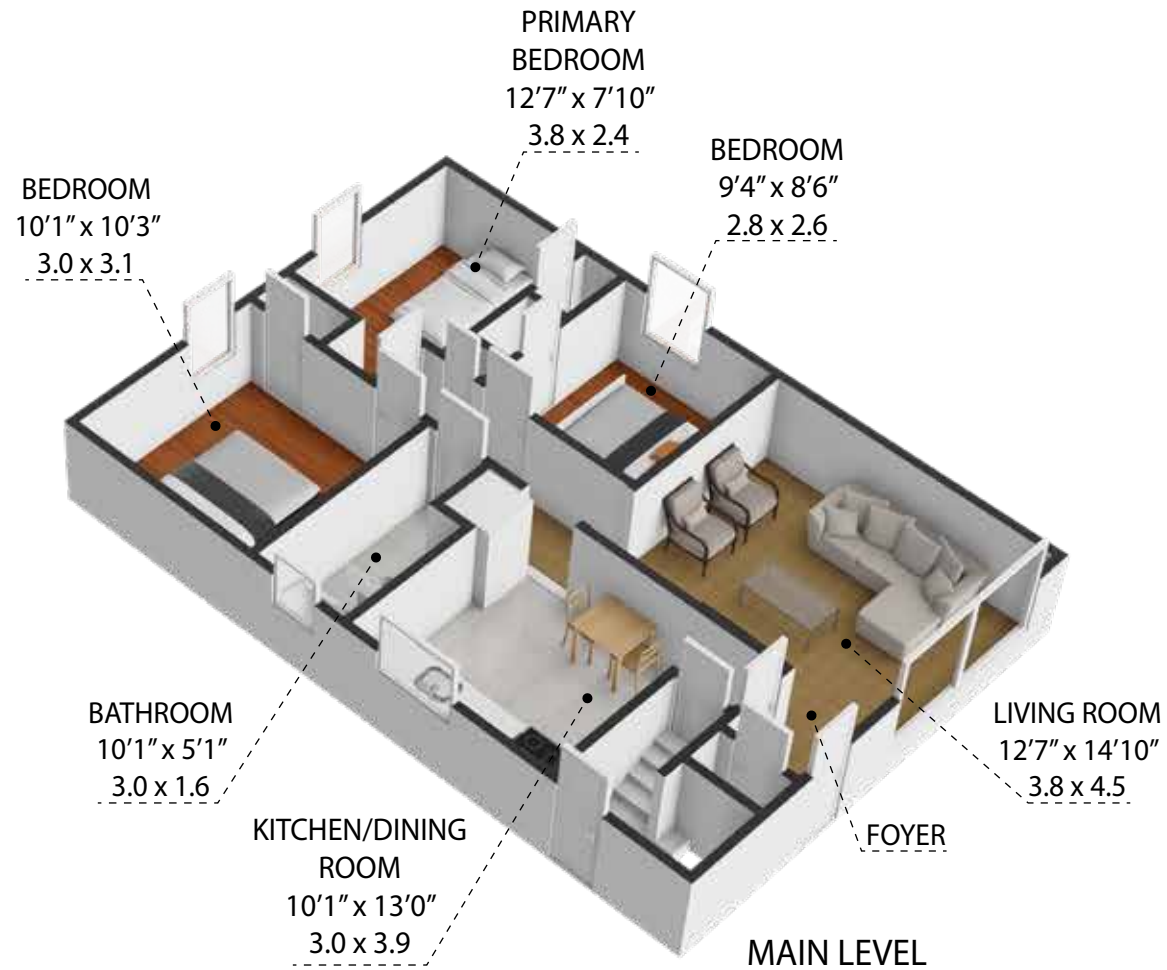 PRIMARY
BEDROOM
12’7” x 7’10”
3.8 x 2.4
BEDROOM
9’4” x 8’6”
2.8 x 2.6
BEDROOM
10’1” x 10’3”
3.0 x 3.1
BATHROOM
10’1” x 5’1”
3.0 x 1.6
KITCHEN/DINING
ROOM
10’1” x 13’0”
3.0 x 3.9
LIVING ROOM
12’7” x 14’10”
3.8 x 4.5
FOYER
MAIN LEVEL